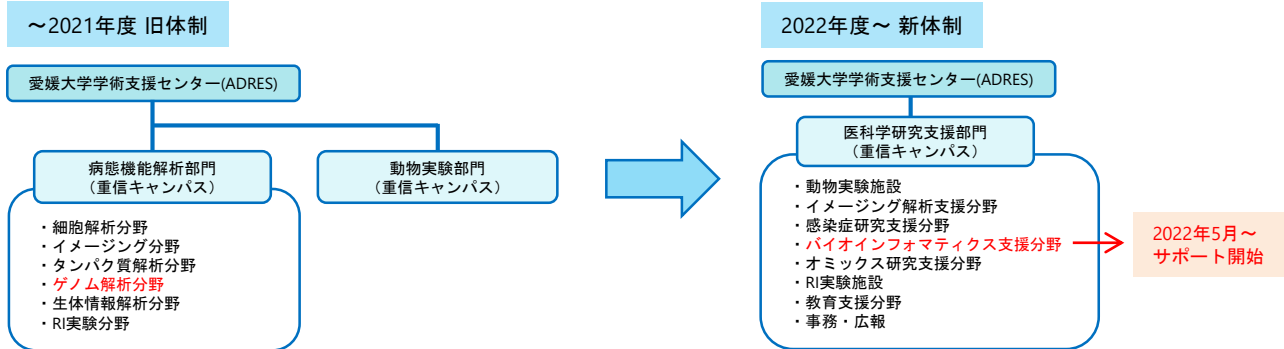 ～2021年度 旧体制
愛媛大学学術支援センター(ADRES)
病態機能解析部門
（重信キャンパス）
動物実験部門
（重信キャンパス）
・細胞解析分野
・イメージング分野
・タンパク質解析分野
・ゲノム解析分野
・生体情報解析分野
・RI実験分野
2022年度～ 新体制
愛媛大学学術支援センター(ADRES)
医科学研究支援部門
（重信キャンパス）
・動物実験施設
・イメージング解析支援分野
・感染症研究支援分野
・バイオインフォマティクス支援分野
・オミックス研究支援分野
・RI実験施設
・教育支援分野
・事務・広報
2022年5月～
サポート開始